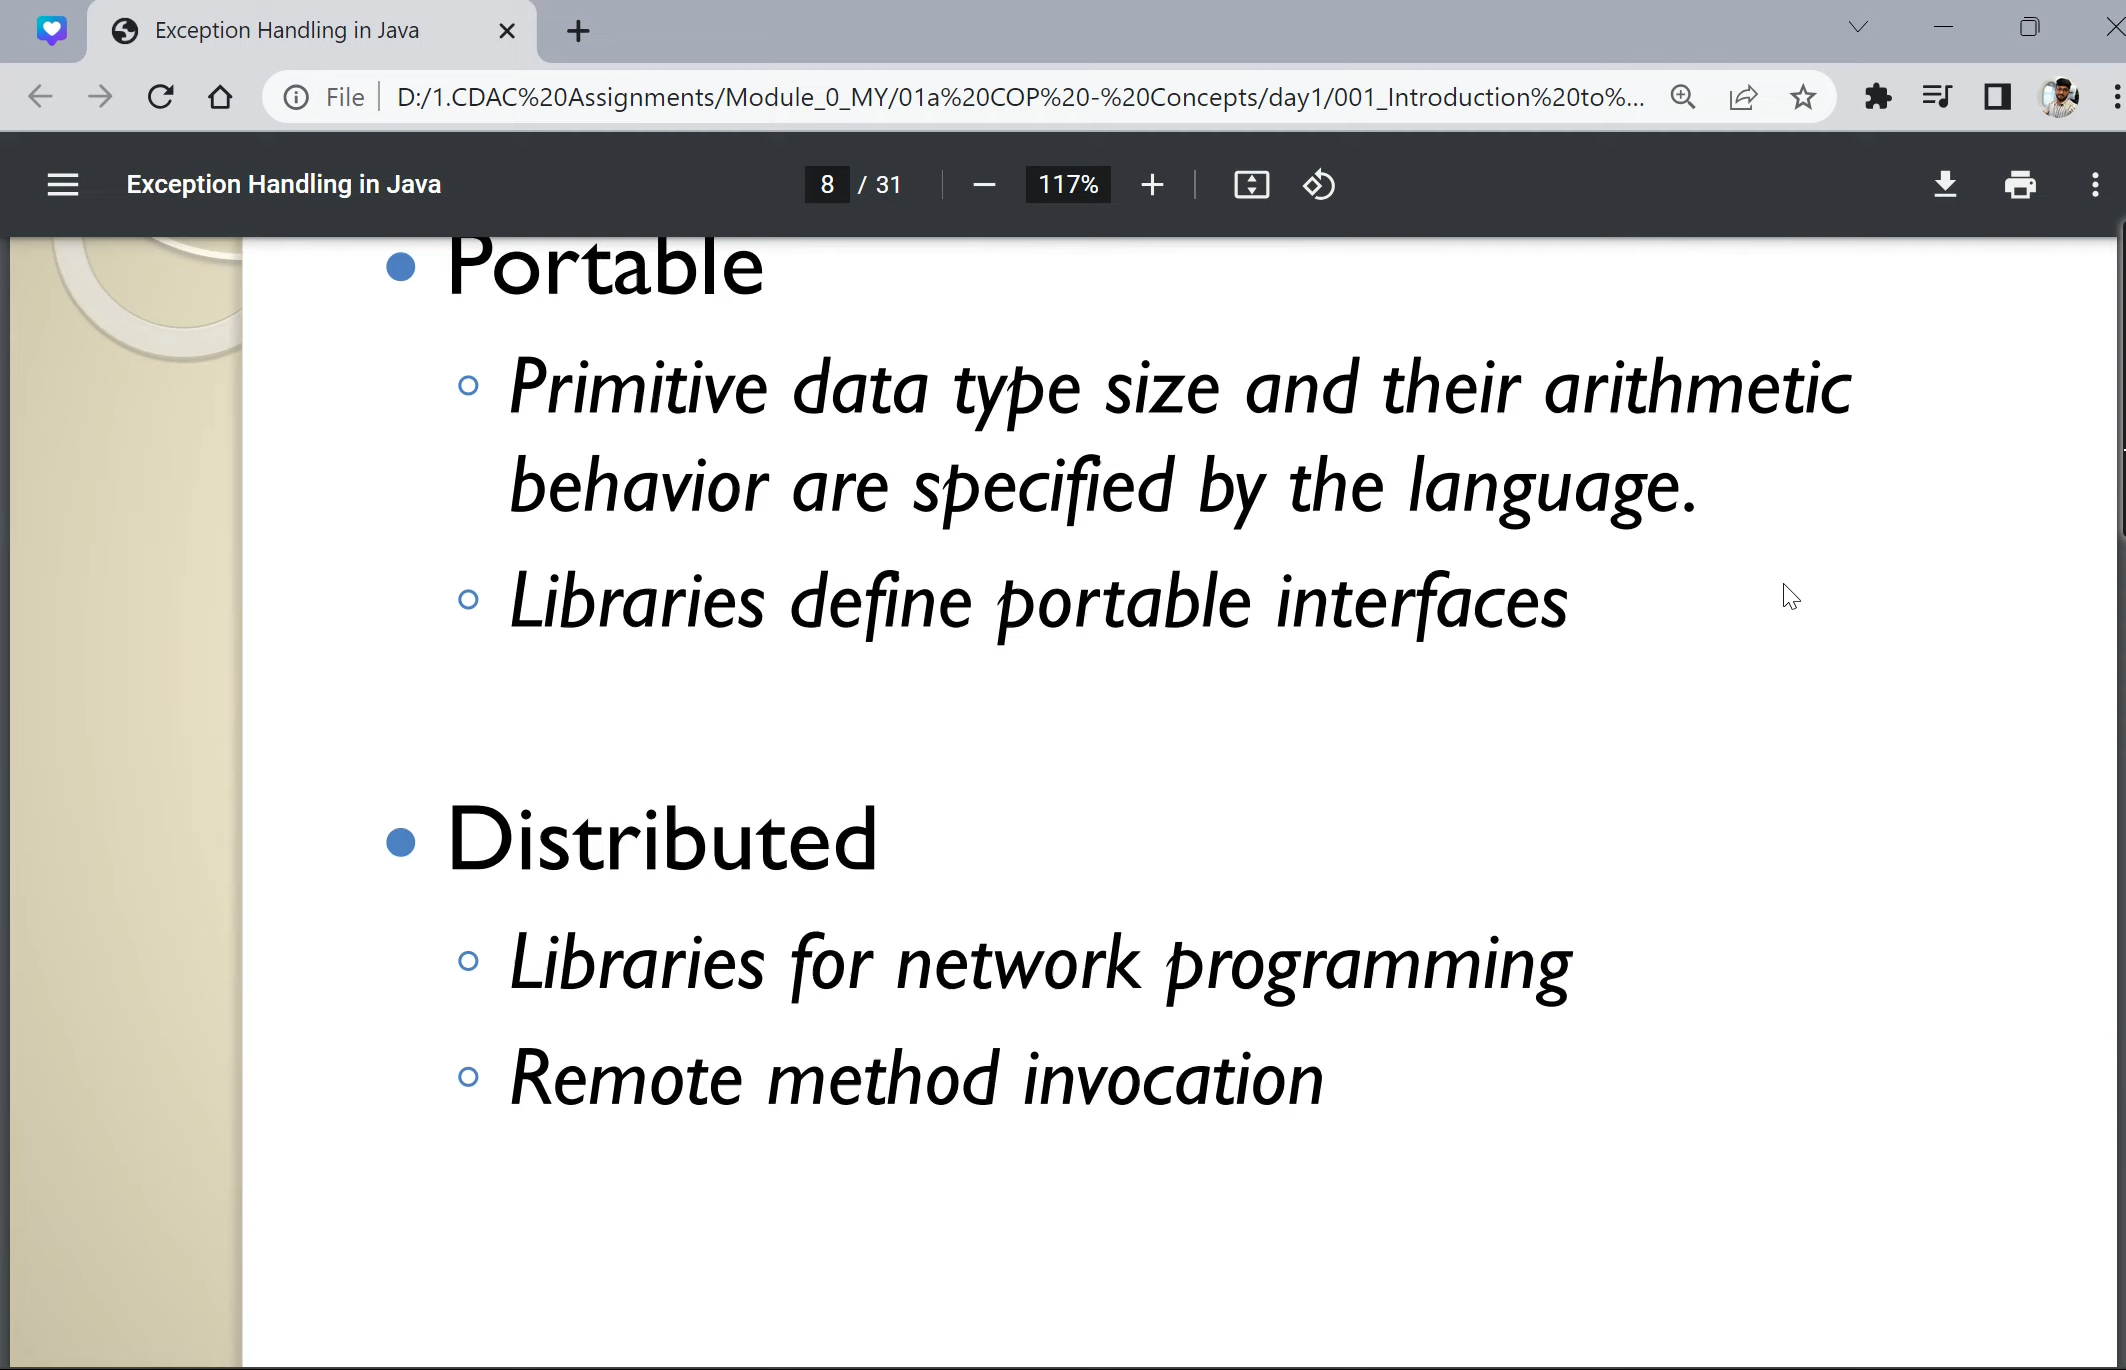 Exception Handling in Java
File D:/1.CDAC%20Assignments/Module_0_MY/01a%20COP%20-%20Concepts/day1/001_Introduction%20to%...
Exception Handling in Java 8 / 31 117%
Portable
Primitive data type size and their arithmetic
behavior are specified by the language.
Libraries define portable interfaces
Distributed
Libraries for network programming
Remote method invocation